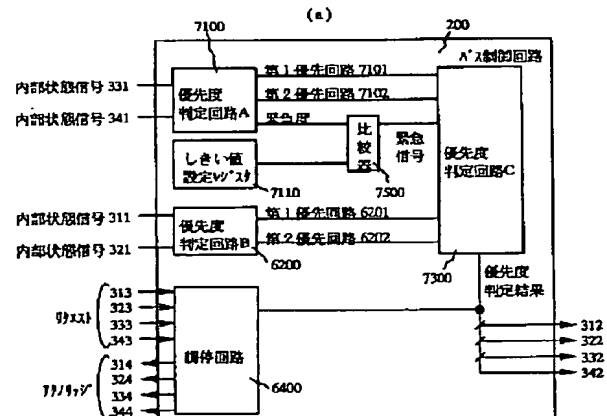 (a)
7100
200
バス制御回路
内部状態信号 331
内部状態信号 341
優先度
判定回路A
第1優先回路 7101
第2優先回路 7102
緊急度
比較器
緊急
信号
7500
しきい値
設定レジスタ
7110
優先度
判定回路C
7300
内部状態信号 311
内部状態信号 321
優先度
判定回路B
6200
第1優先回路 6201
第2優先回路 6202
優先度
判定結果
リクエスト
313
323
333
343
アクノリッジ
314
324
334
344
調停回路
6400
312
322
332
342